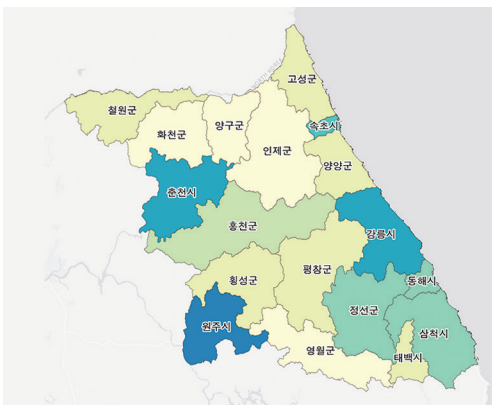 고성군
철원군
양구군
속초시
화천군
인제군
양양군
춘천시
홍천군
강릉시
평창군
횡성군
동해시
정선군
원주시
삼척시
영월군
태백시